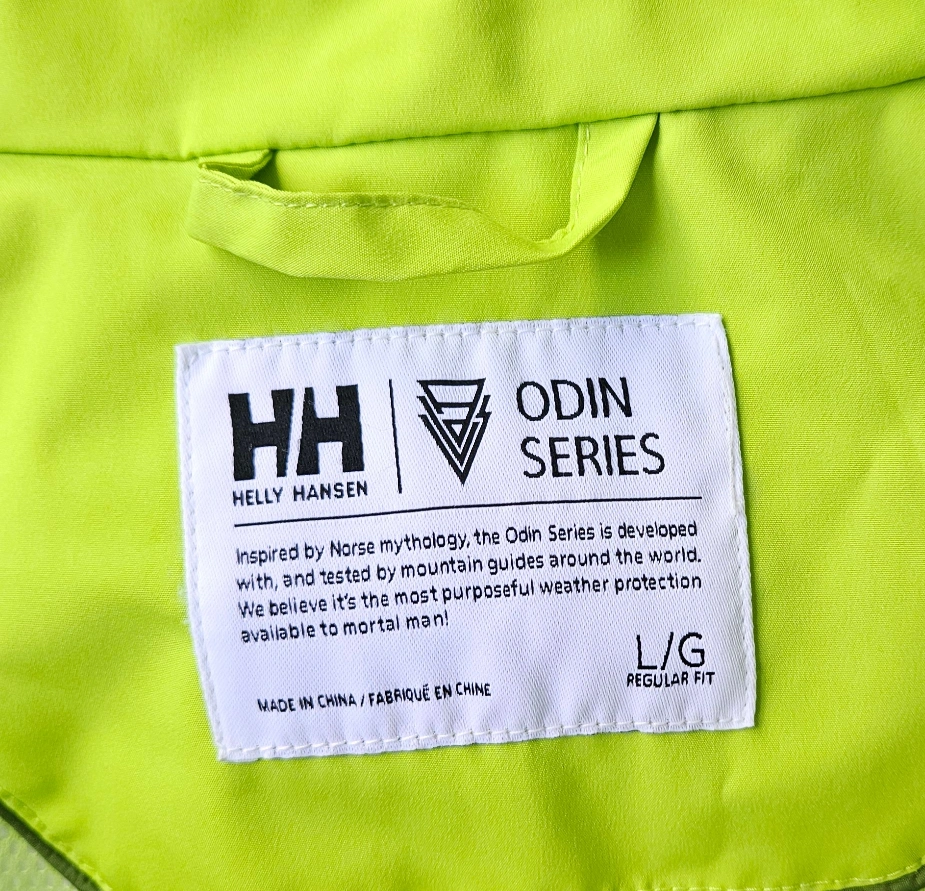 HH
HELLY HANSEN
ODIN
SERIES
Inspired by Norse mythology, the Odin Series is developed
with, and tested by mountain guides around the world.
We believe it's the most purposeful weather protection
available to mortal man!
L/G
REGULAR FIT
MADE IN CHINA / FABRIQUÉ EN CHINE